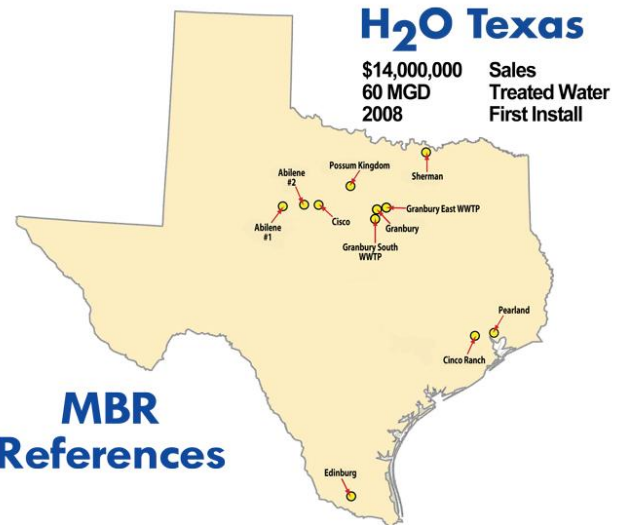 H2O Texas
$14,000,000 Sales
60 MGD Treated Water
2008 First Install
Possum Kingdom
Sherman
Abilene
#2
Abilene
#1
Cisco
Granbury East WWTP
Granbury
Granbury South
WWTP
Pearland
Cinco Ranch
MBR
References
Edinburg